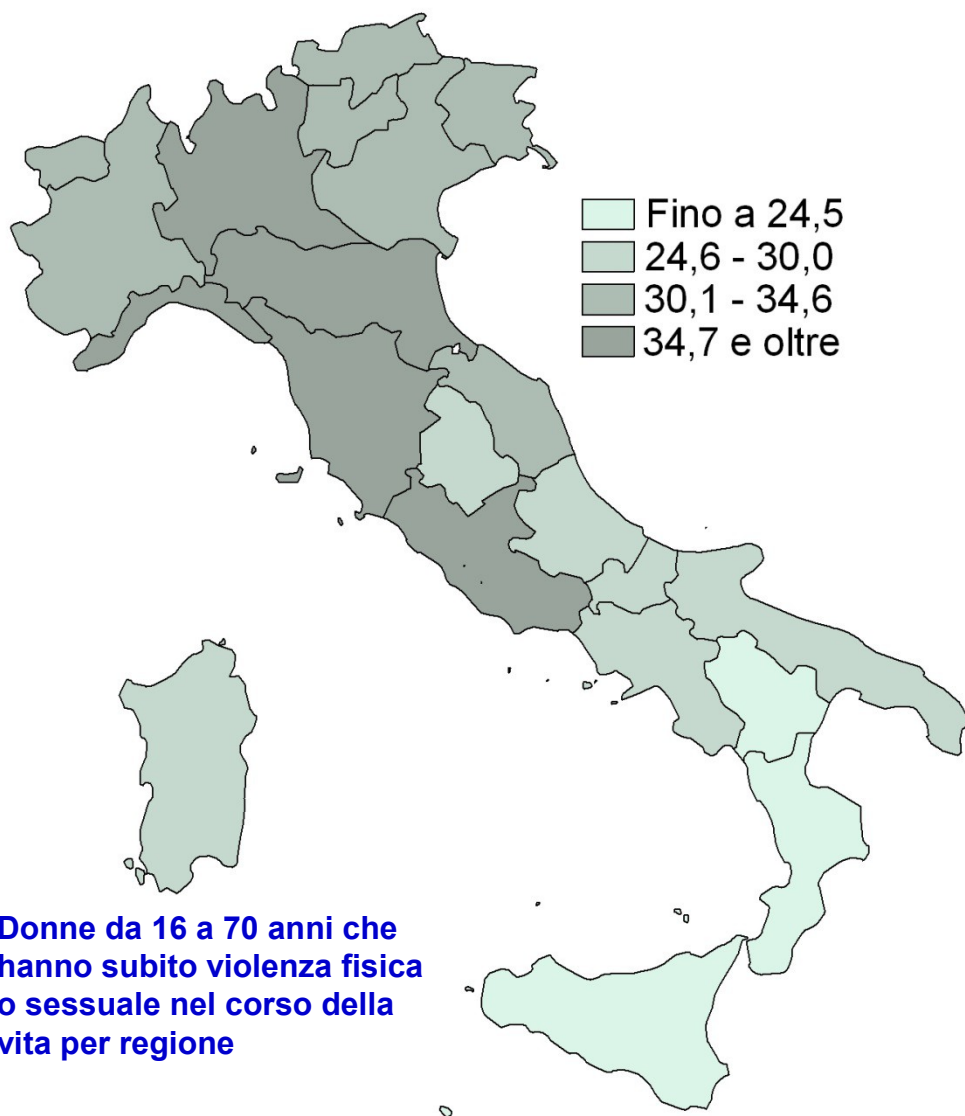 Fino a 24,5
24,6 - 30,0
30,1 - 34,6
34,7 e oltre
Donne da 16 a 70 anni che
hanno subito violenza fisica
o sessuale nel corso della
vita per regione